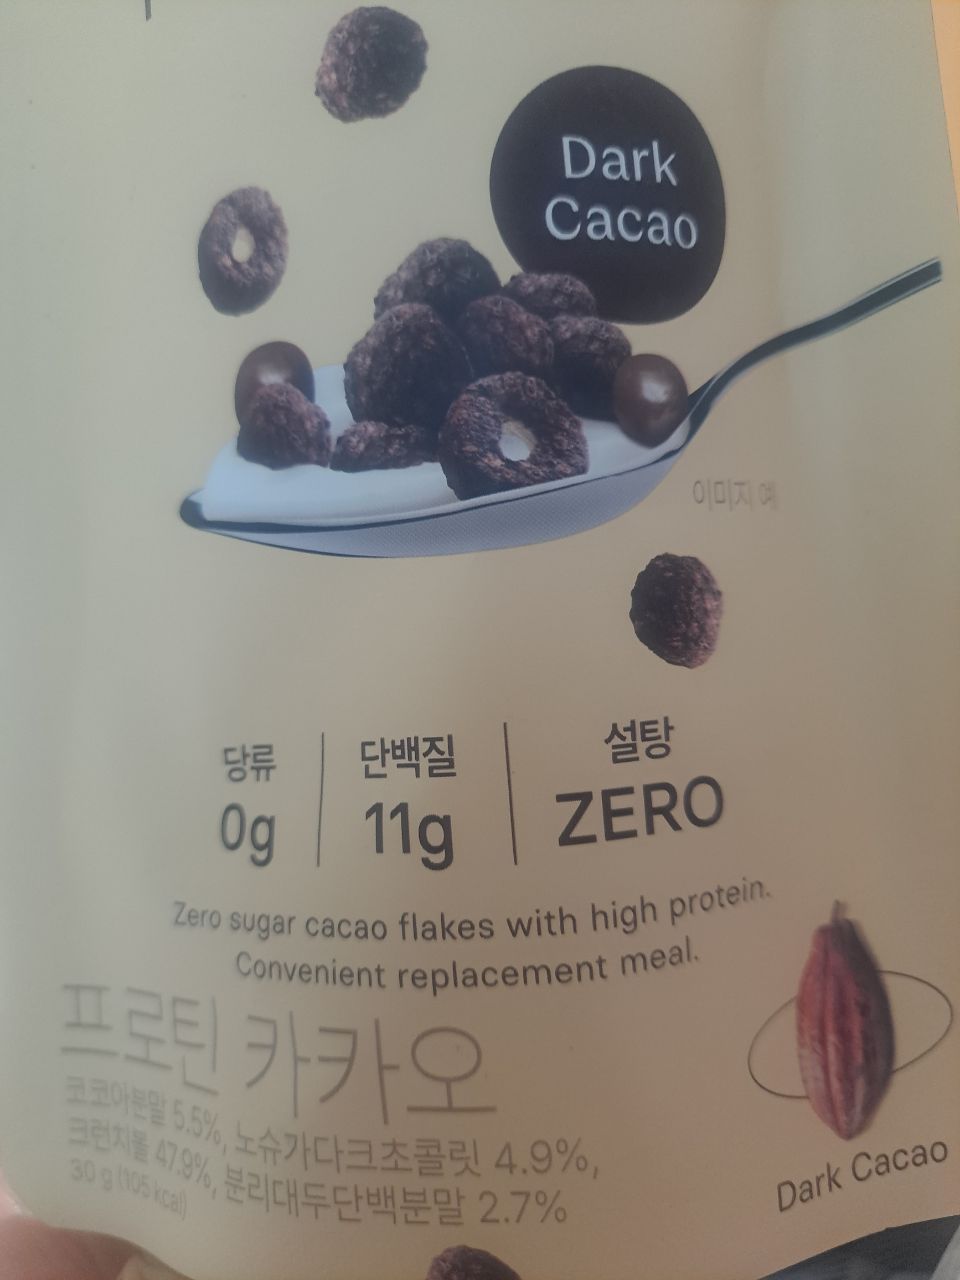 Dark
Cacao
이미지 예
당류
0g
단백질
11g
설탕
ZERO
Zero sugar cacao flakes with high protein.
Convenient replacement meal.
프로틴 카카오
코코아분말 5.5%, 노슈가다크초콜릿 4.9%,
크런치볼 47.9%, 분리대두단백분말 2.7%
30 g (105 kcal)
Dark Cacao